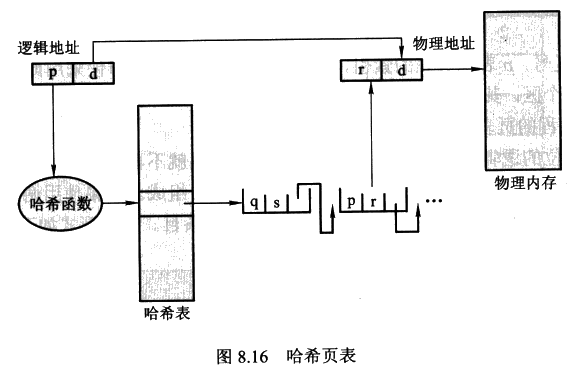 逻辑地址
物理地址
p d
r d
物理内存
哈希函数
q s
p r
…
哈希表
图 8.16 哈希页表